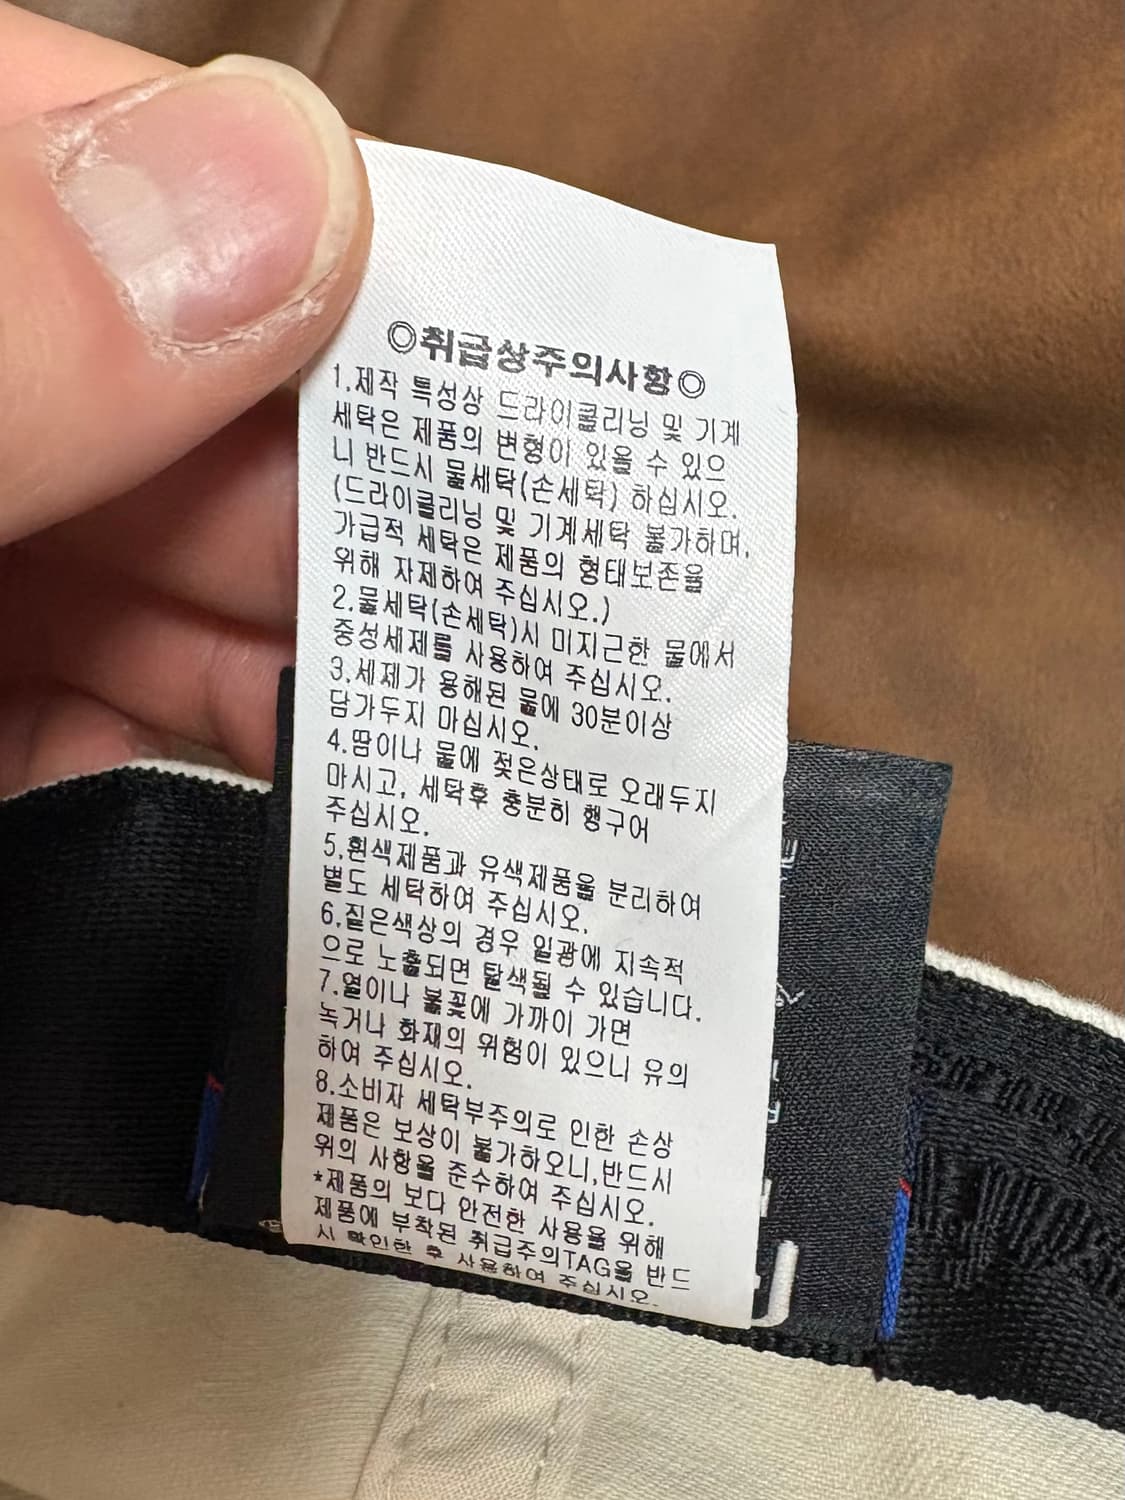 ◎취급상주의사항◎
1.제작 특성상 드라이클리닝 및 기계
세탁은 제품의 변형이 있을 수 있으
니 반드시 물세탁(손세탁) 하십시오.
(드라이클리닝 및 기계세탁 불가하며,
가급적 세탁은 제품의 형태보존을
위해 자제하여 주십시오.)
2.물세탁(손세탁)시 미지근한 물에서
중성세제를 사용하여 주십시오.
3.세제가 용해된 물에 30분이상
담가두지 마십시오.
4.땀이나 물에 젖은상태로 오래두지
마시고, 세탁후 충분히 헹구어
주십시오.
5.흰색제품과 유색제품을 분리하여
별도 세탁하여 주십시오.
6.짙은색상의 경우 일광에 지속적
으로 노출되면 탈색될 수 있습니다.
7.열이나 불꽃에 가까이 가면
녹거나 화재의 위험이 있으니 유의
하여 주십시오.
8.소비자 세탁부주의로 인한 손상
제품은 보상이 불가하오니,반드시
위의 사항을 준수하여 주십시오.
*제품의 보다 안전한 사용을 위해
제품에 부착된 취급주의TAG을 반드
시 확인한 후 사용하여 주십시오.